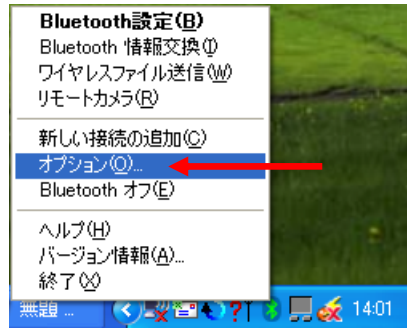 Bluetooth設定(B)
Bluetooth 情報交換(I)
ワイヤレスファイル送信(W)
リモートカメラ(R)
新しい接続の追加(C)
オプション(O)...
Bluetooth オフ(E)
ヘルプ(H)
バージョン情報(A)...
終了(X)
無題 ... 14:01